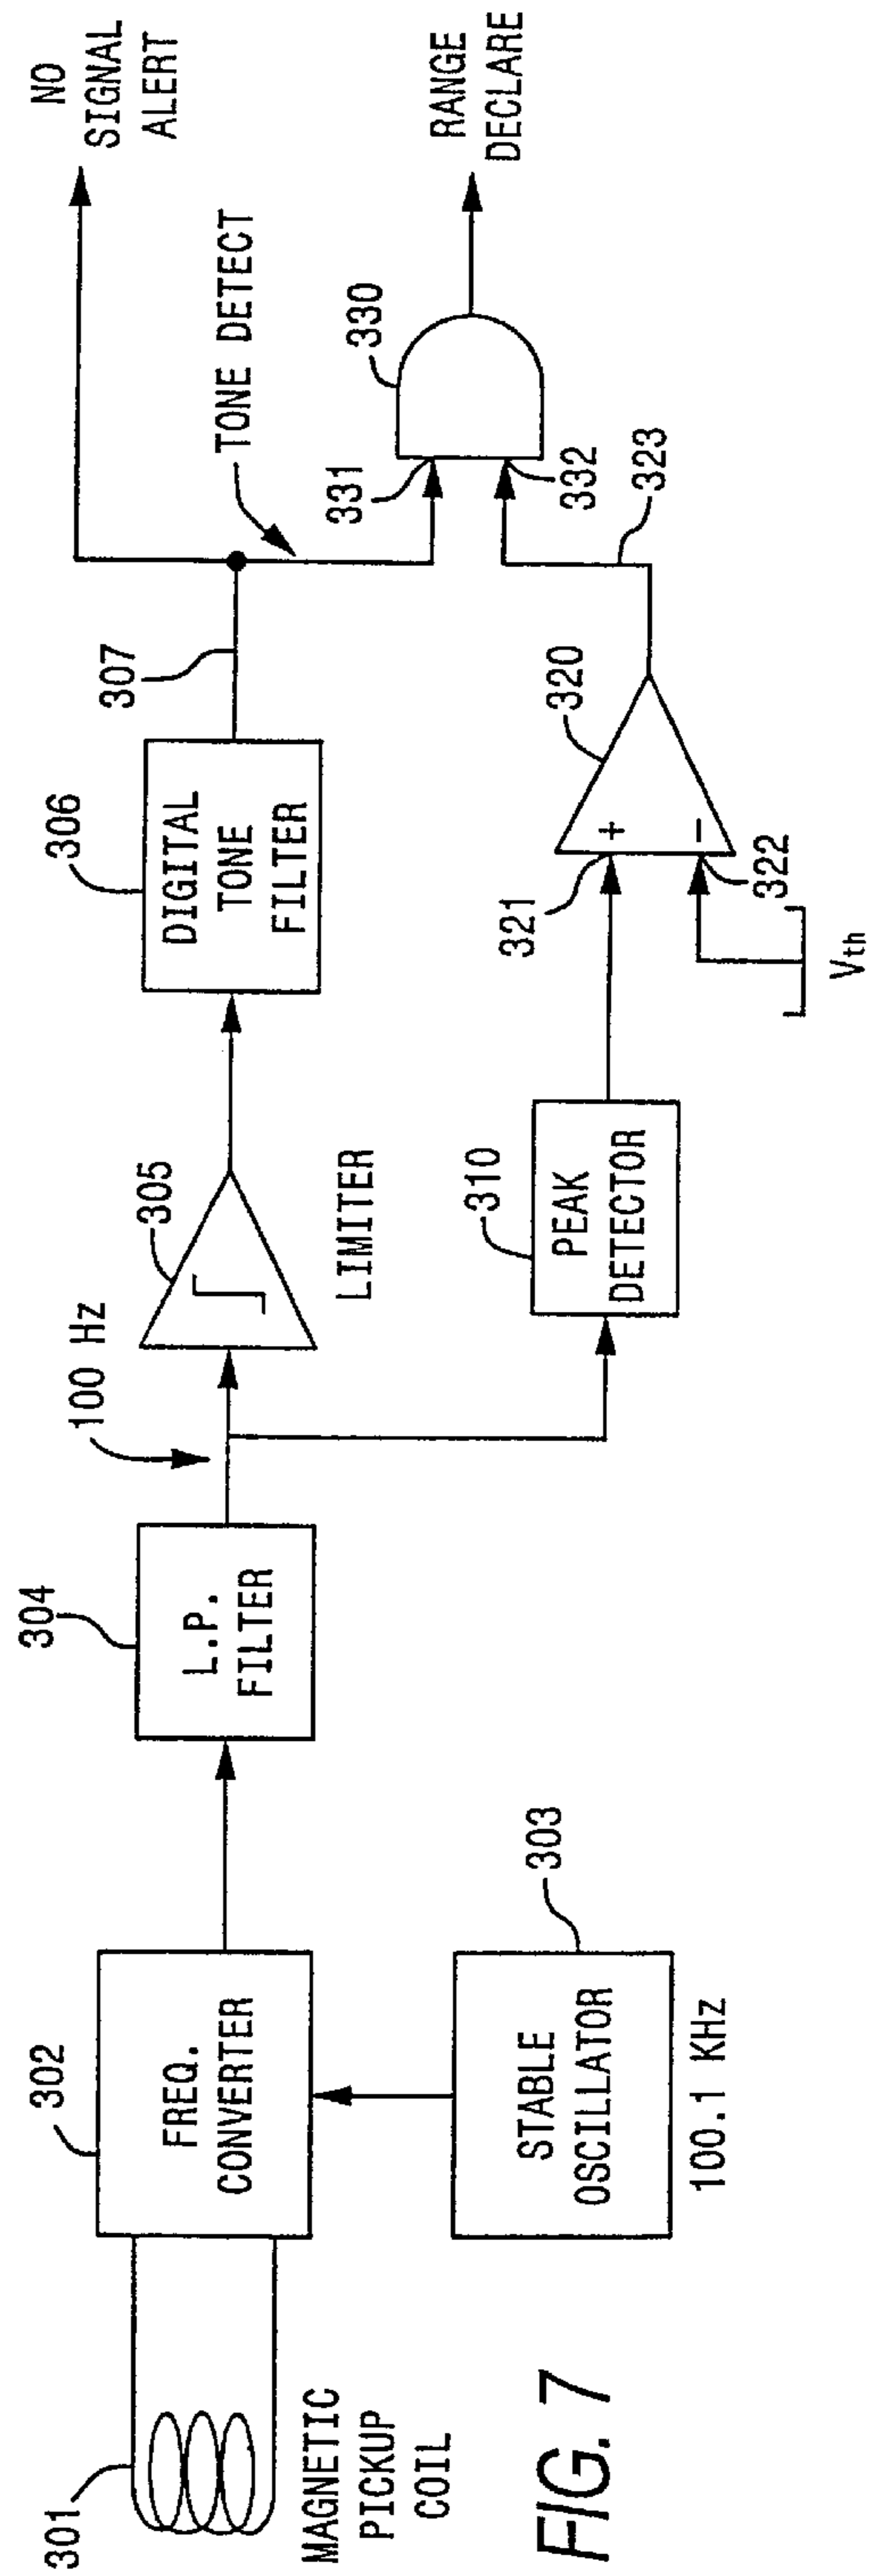 301
MAGNETIC
PICKUP
COIL
302
FREQ.
CONVERTER
303
STABLE
OSCILLATOR
100.1 KHz
304
L.P.
FILTER
100 Hz
305
LIMITER
306
DIGITAL
TONE
FILTER
307
TONE DETECT
NO
SIGNAL
ALERT
310
PEAK
DETECTOR
320
321
+
322
−
Vth
323
330
331
332
RANGE
DECLARE
FIG. 7